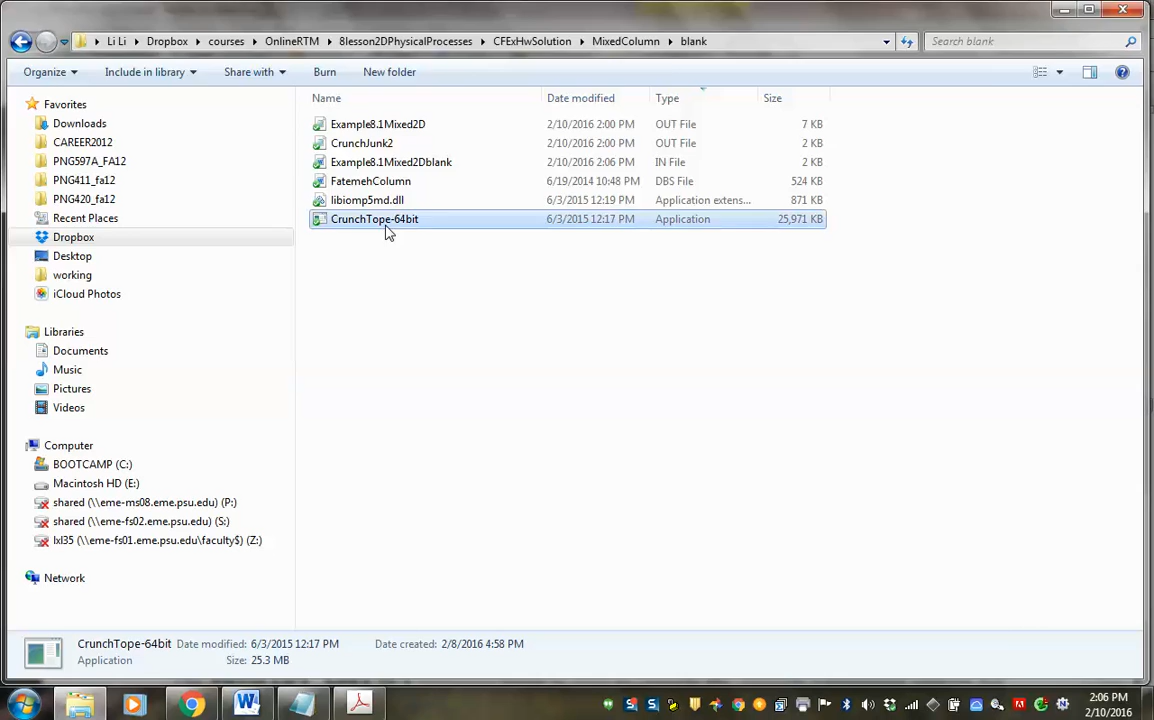 Li Li Dropbox courses OnlineRTM 8lesson2DPhysicalProcesses CFExHwSolution MixedColumn blank Search blank
Organize Include in library Share with Burn New folder
Favorites
Downloads
CAREER2012
PNG597A_FA12
PNG411_fa12
PNG420_fa12
Recent Places
Dropbox
Desktop
working
iCloud Photos
Libraries
Documents
Music
Pictures
Videos
Computer
BOOTCAMP (C:)
Macintosh HD (E:)
shared (\\eme-ms08.eme.psu.edu) (P:)
shared (\\eme-fs02.eme.psu.edu) (S:)
lxl35 (\\eme-fs01.eme.psu.edu\faculty$) (Z:)
Network
Name Date modified Type Size
Example8.1Mixed2D 2/10/2016 2:00 PM OUT File 7 KB
CrunchJunk2 2/10/2016 2:00 PM OUT File 2 KB
Example8.1Mixed2Dblank 2/10/2016 2:06 PM IN File 2 KB
FatemehColumn 6/19/2014 10:48 PM DBS File 524 KB
libiomp5md.dll 6/3/2015 12:19 PM Application extens... 871 KB
CrunchTope-64bit 6/3/2015 12:17 PM Application 25,971 KB
CrunchTope-64bit Date modified: 6/3/2015 12:17 PM Date created: 2/8/2016 4:58 PM
Application Size: 25.3 MB
2:06 PM
2/10/2016